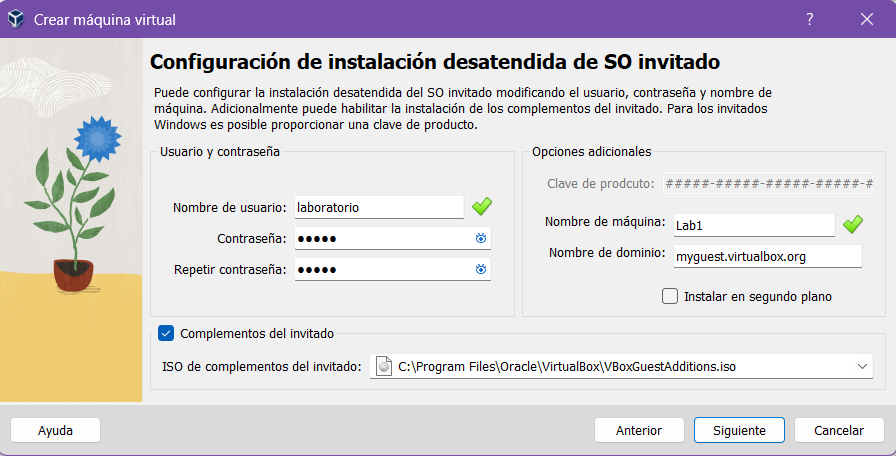 Crear máquina virtual
?
Configuración de instalación desatendida de SO invitado
Puede configurar la instalación desatendida del SO invitado modificando el usuario, contraseña y nombre de
máquina. Adicionalmente puede habilitar la instalación de los complementos del invitado. Para los invitados
Windows es posible proporcionar una clave de producto.
Usuario y contraseña
Nombre de usuario: laboratorio
Contraseña: ●●●●●
Repetir contraseña: ●●●●●
Opciones adicionales
Clave de prodcuto: #####-#####-#####-#####-#
Nombre de máquina: Lab1
Nombre de dominio: myguest.virtualbox.org
Instalar en segundo plano
Complementos del invitado
ISO de complementos del invitado: C:\Program Files\Oracle\VirtualBox\VBoxGuestAdditions.iso
Ayuda
Anterior
Siguiente
Cancelar